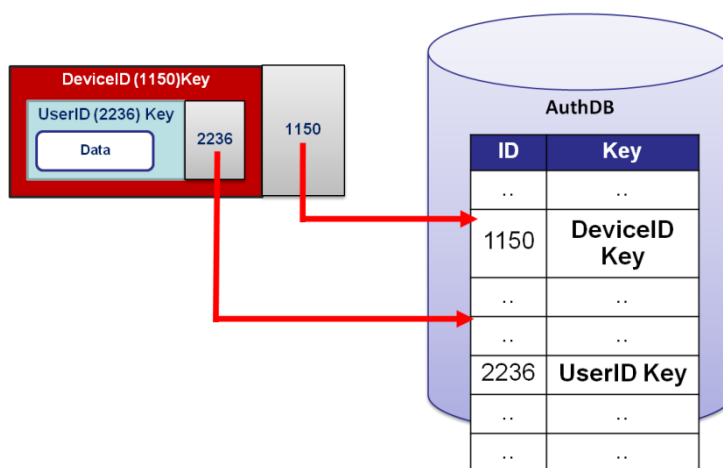 DeviceID (1150)Key
UserID (2236) Key
Data
2236
1150
AuthDB
ID Key
.. ..
1150 DeviceID
Key
.. ..
.. ..
2236 UserID Key
.. ..
.. ..